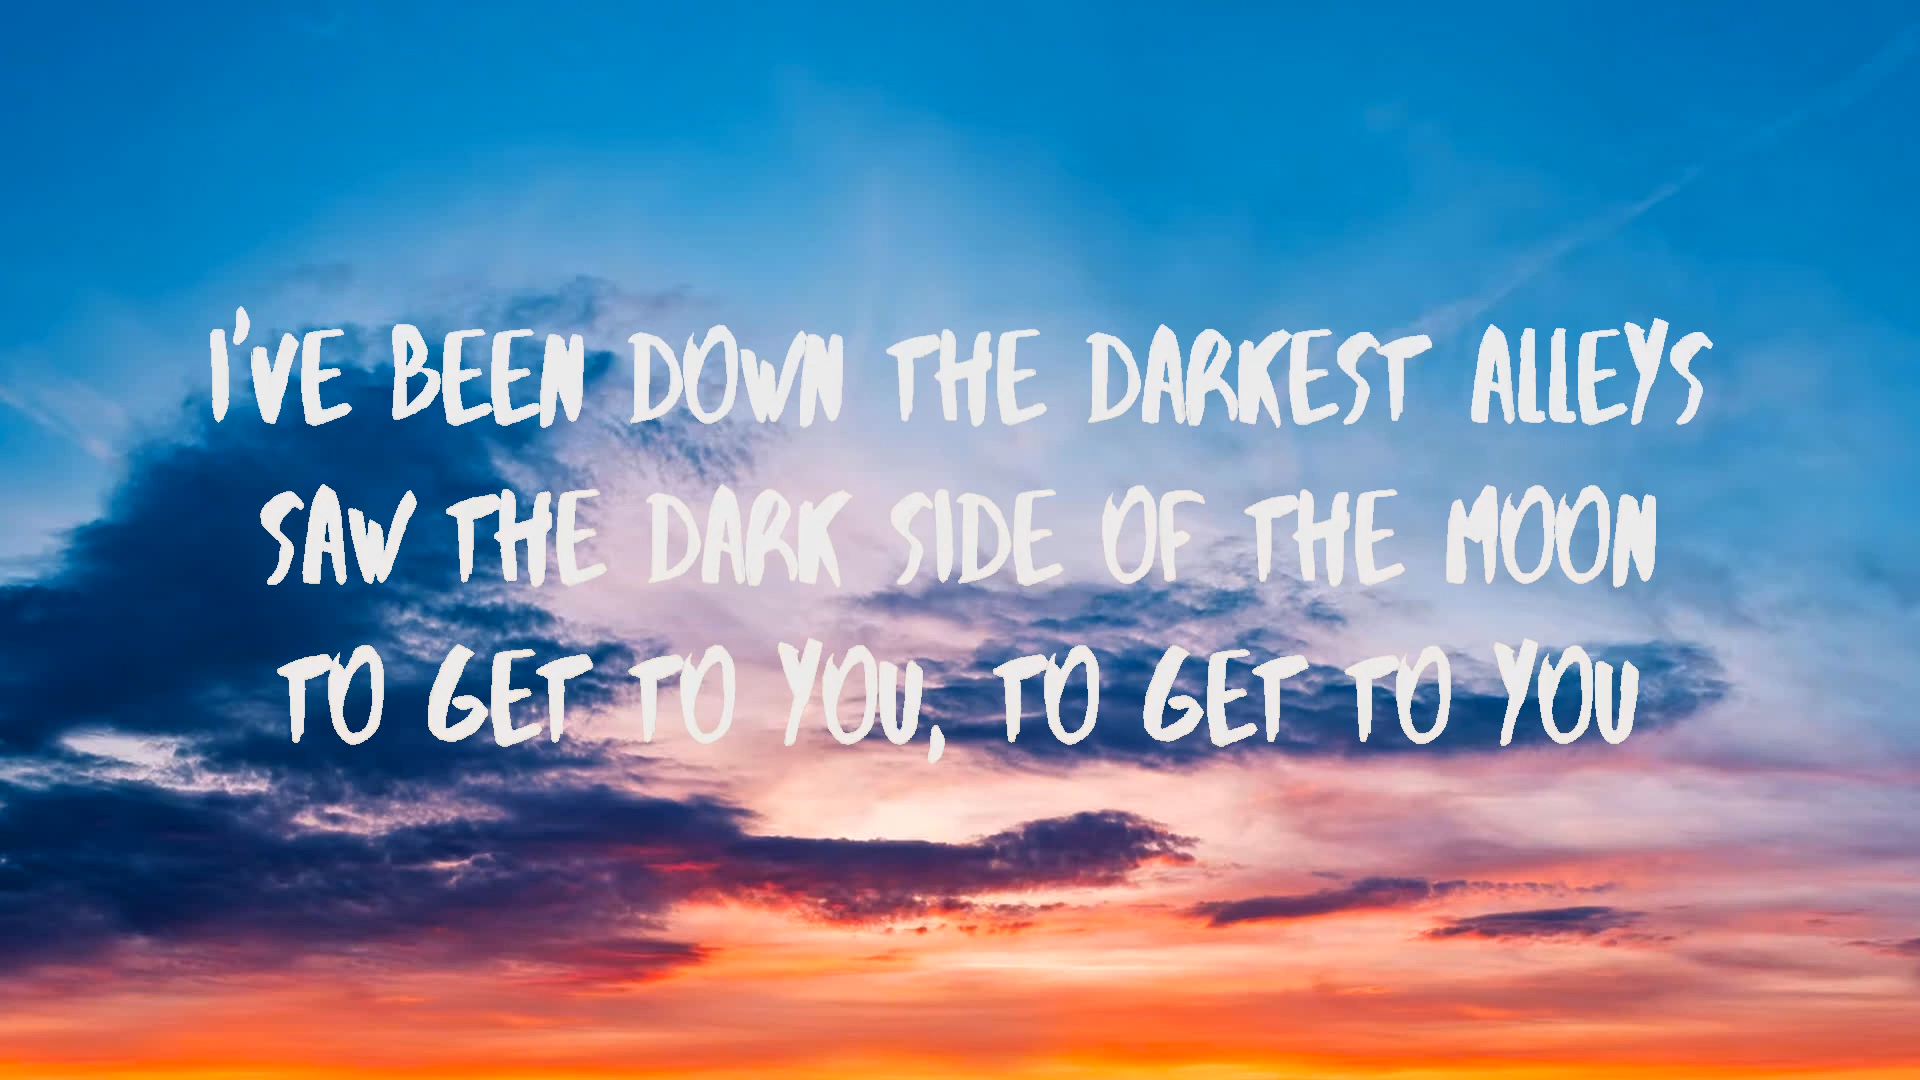 I'VE BEEN DOWN THE DARKEST ALLEYS
SAW THE DARK SIDE OF THE MOON
TO GET TO YOU, TO GET TO YOU